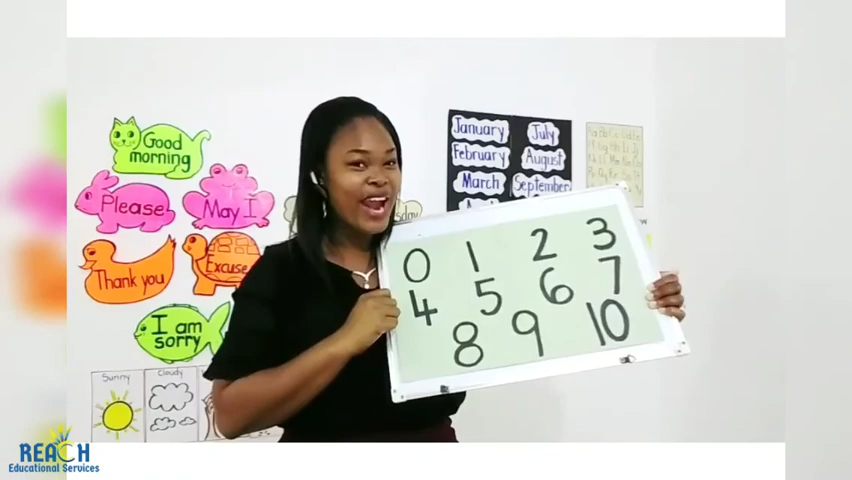 Good
morning
Please
May I
Thank you
Excuse
I am
sorry
Sunny
Cloudy
January
February
March
July
August
September
0 1 2 3
4 5 6 7
8 9 10
REACH
Educational Services